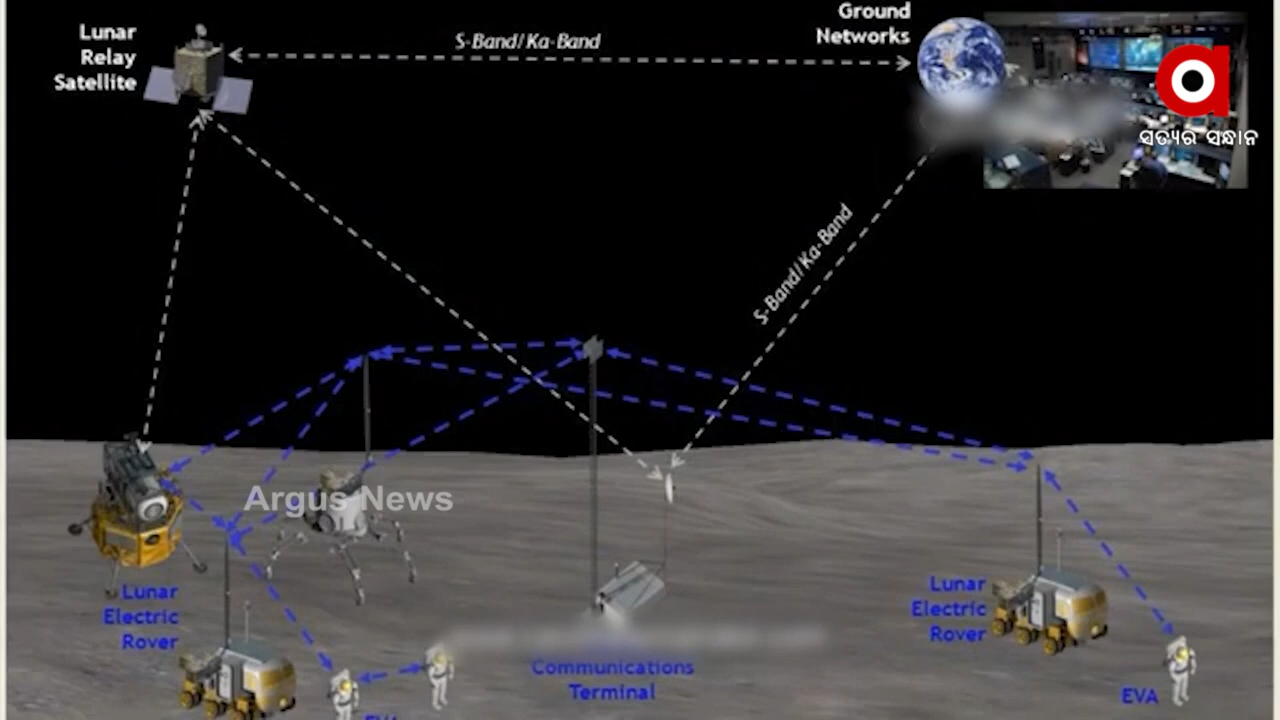 Lunar
Relay
Satellite
S-Band/Ka-Band
Ground
Networks
ସତ୍ୟର ସନ୍ଧାନ
S-Band/Ka-Band
Argus News
Lunar
Electric
Rover
Lunar
Electric
Rover
Communications
Terminal
EVA
EVA